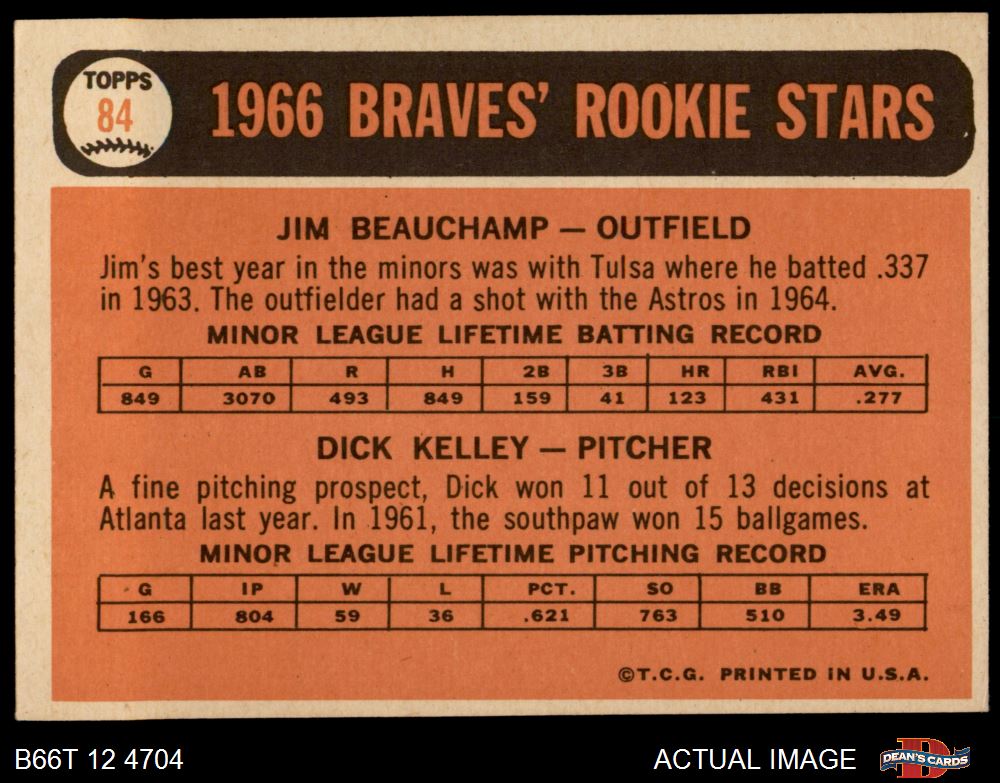 TOPPS
84
1966 BRAVES' ROOKIE STARS
JIM BEAUCHAMP — OUTFIELD
Jim's best year in the minors was with Tulsa where he batted .337
in 1963. The outfielder had a shot with the Astros in 1964.
MINOR LEAGUE LIFETIME BATTING RECORD
G AB R H 2B 3B HR RBI AVG.
849 3070 493 849 159 41 123 431 .277
DICK KELLEY — PITCHER
A fine pitching prospect, Dick won 11 out of 13 decisions at
Atlanta last year. In 1961, the southpaw won 15 ballgames.
MINOR LEAGUE LIFETIME PITCHING RECORD
G IP W L PCT. SO BB ERA
166 804 59 36 .621 763 510 3.49
©T.C.G. PRINTED IN U.S.A.
B66T 12 4704 ACTUAL IMAGE D DEAN'S CARDS